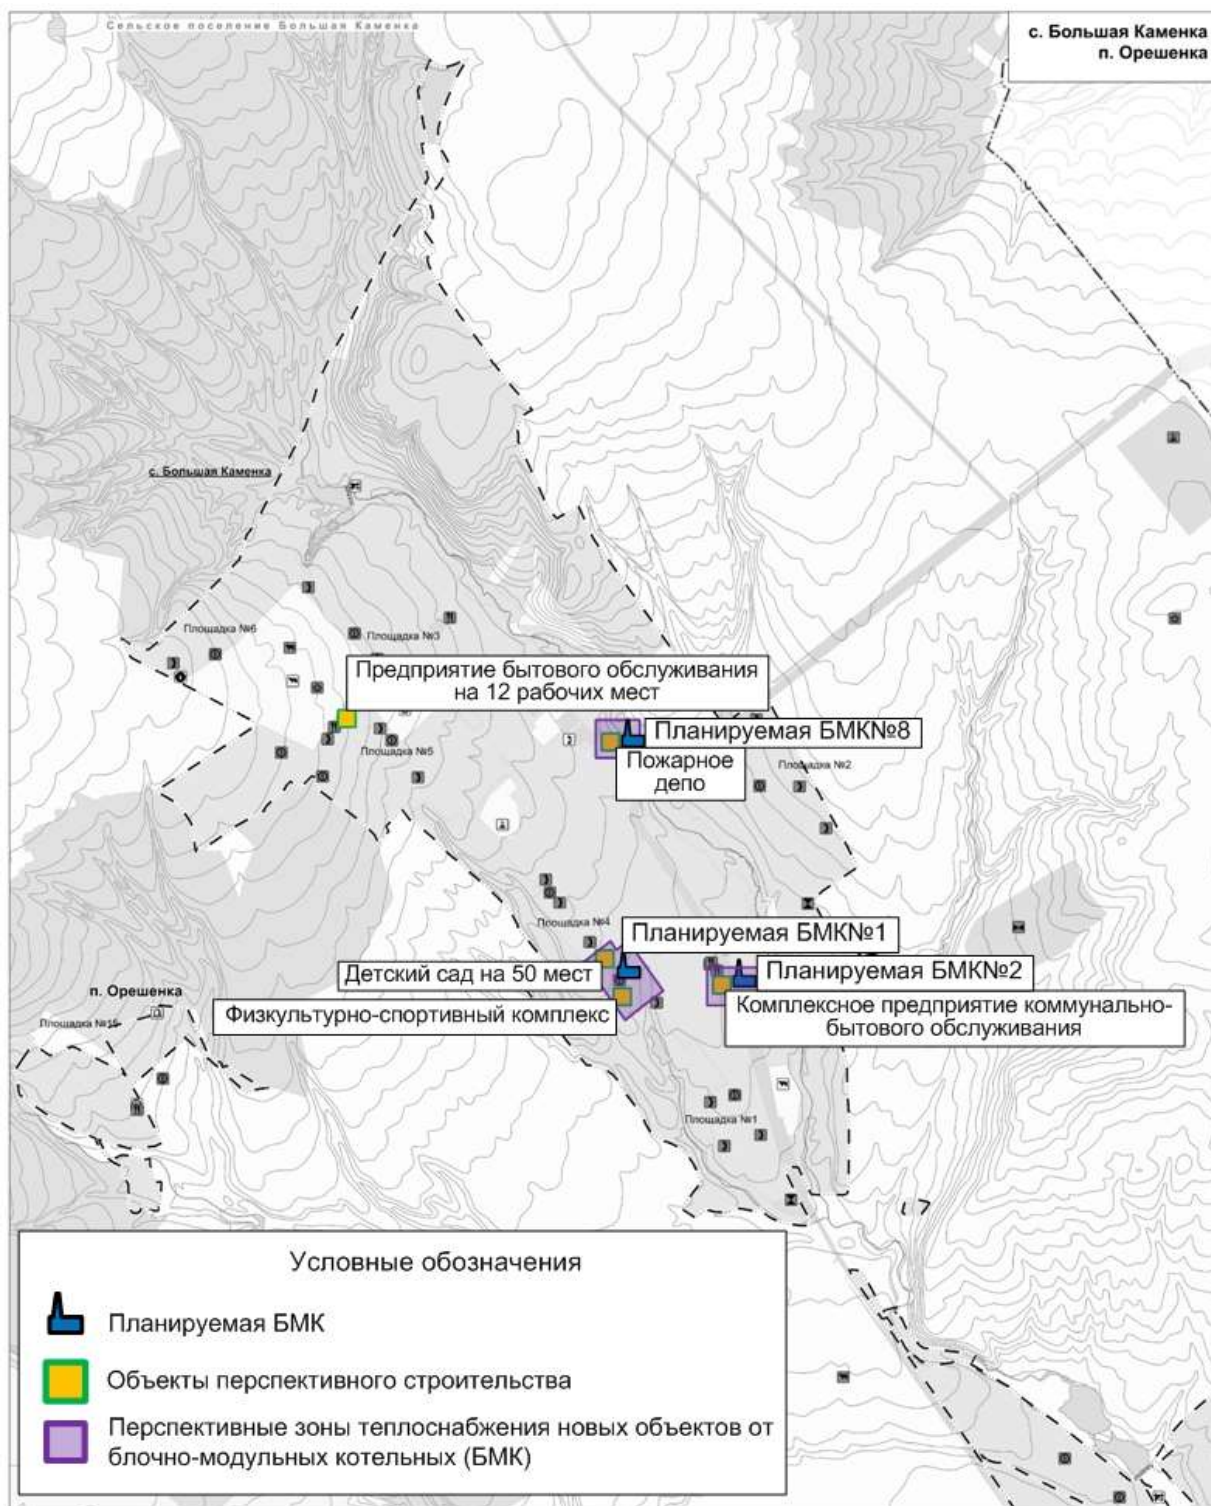 Сельское поселение Большая Каменка
с. Большая Каменка
п. Орешенка
с. Большая Каменка
Площадка №6
Площадка №3
Предприятие бытового обслуживания
на 12 рабочих мест
Планируемая БМК№8
Площадка №5
Пожарное
депо
Площадка №2
Площадка №4
Планируемая БМК№1
Детский сад на 50 мест
Планируемая БМК№2
п. Орешенка
Физкультурно-спортивный комплекс
Комплексное предприятие коммунально-
бытового обслуживания
Площадка №15
Площадка №1
Условные обозначения
Планируемая БМК
Объекты перспективного строительства
Перспективные зоны теплоснабжения новых объектов от
блочно-модульных котельных (БМК)